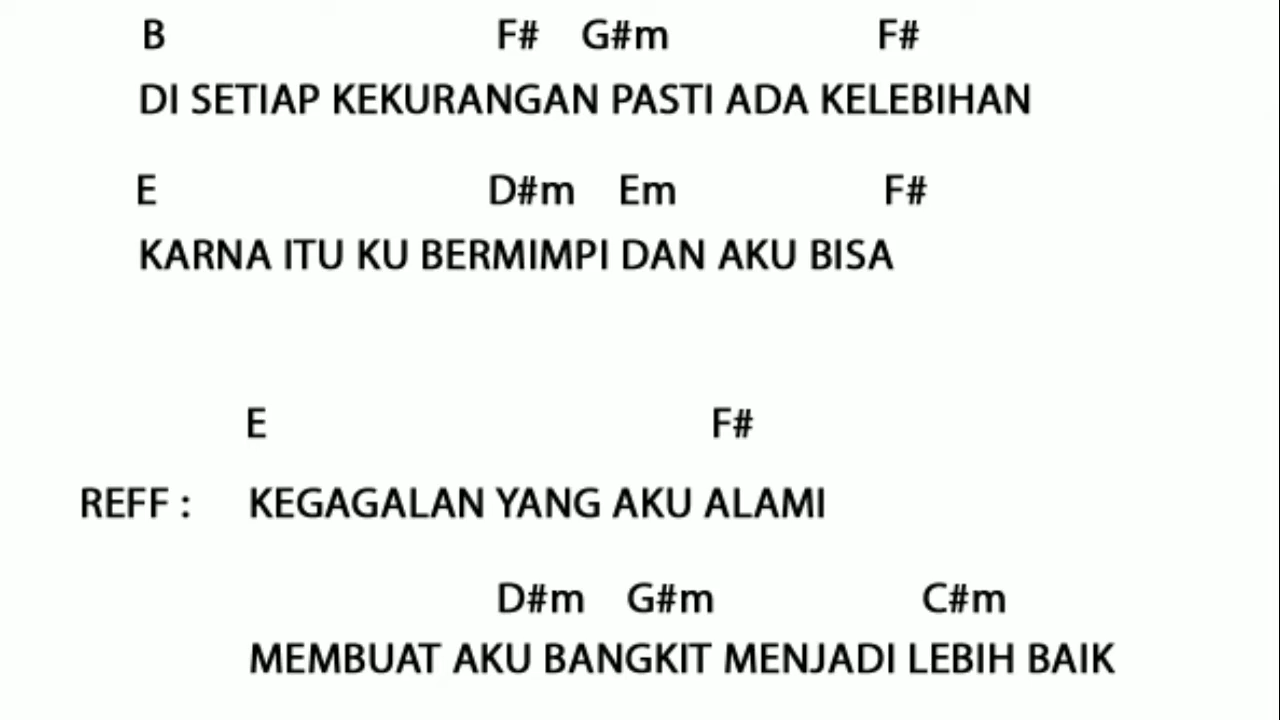 B F# G#m F#
DI SETIAP KEKURANGAN PASTI ADA KELEBIHAN
E D#m Em F#
KARNA ITU KU BERMIMPI DAN AKU BISA
E F#
REFF : KEGAGALAN YANG AKU ALAMI
D#m G#m C#m
MEMBUAT AKU BANGKIT MENJADI LEBIH BAIK